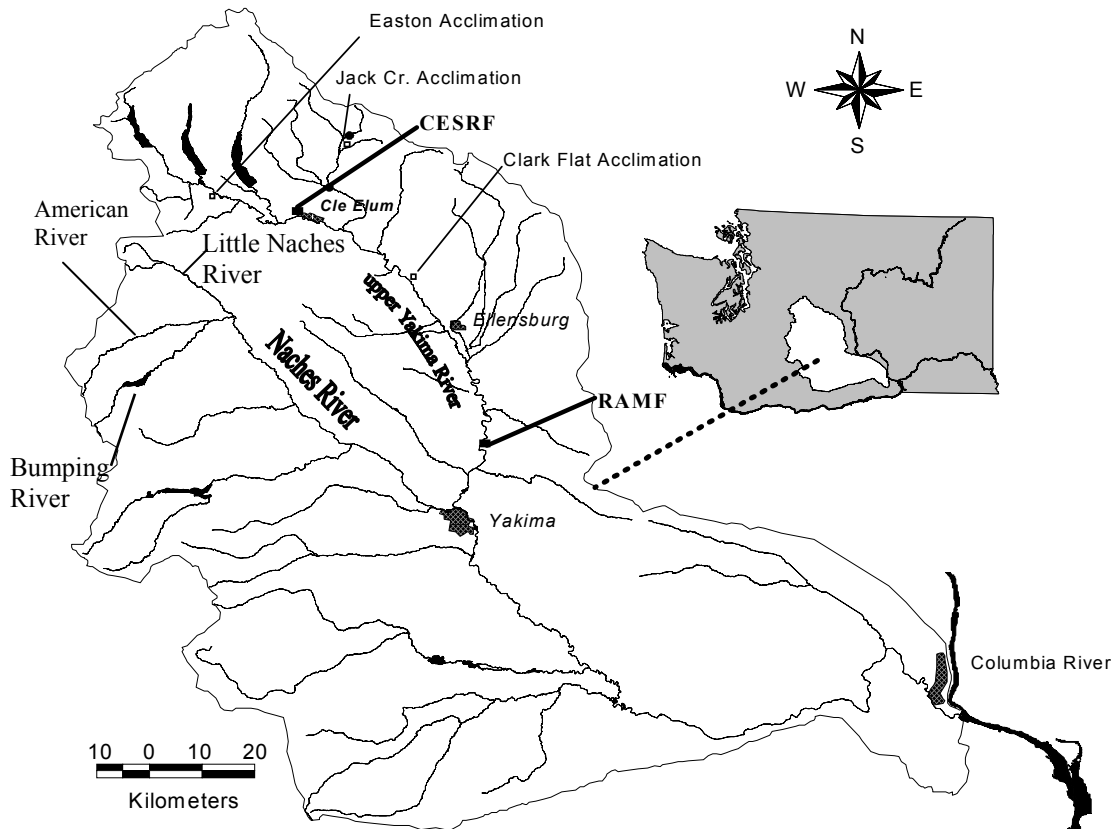 Easton Acclimation
Jack Cr. Acclimation
CESRF
Clark Flat Acclimation
N
W
E
S
American
River
Cle Elum
Little Naches
River
upper Yakima River
Ellensburg
Naches River
RAMF
Bumping
River
Yakima
Columbia River
10 0 10 20
Kilometers